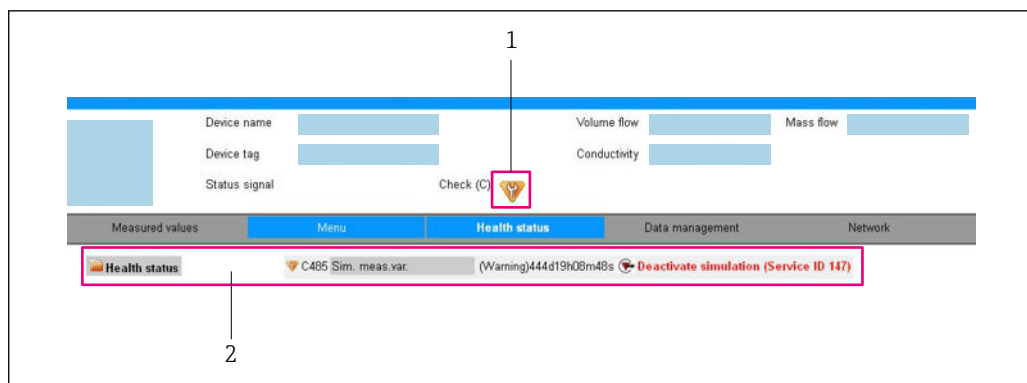 1
Device name Volume flow Mass flow
Device tag Conductivity
Status signal Check (C)
Measured values Menu Health status Data management Network
Health status C485 Sim. meas.var. (Warning)444d19h08m48s Deactivate simulation (Service ID 147)
2